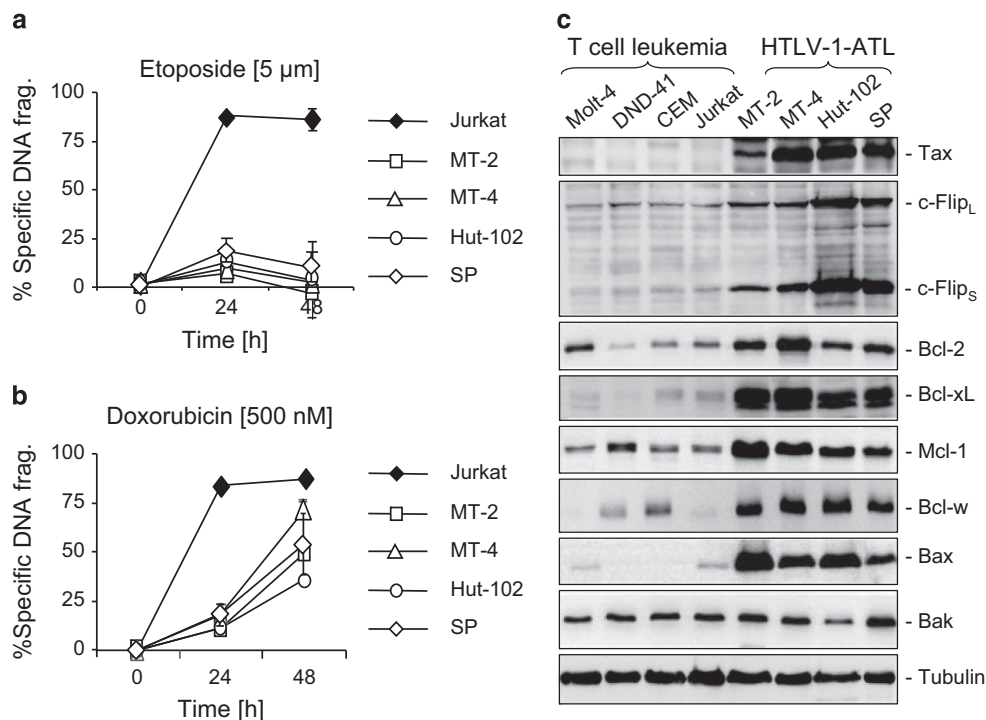 a
Etoposide [5 µm]
% Specific DNA frag.
100
75
50
25
0
0 24 48
Time [h]
Jurkat
MT-2
MT-4
Hut-102
SP
b
Doxorubicin [500 nM]
%Specific DNA frag.
100
75
50
25
0
0 24 48
Time [h]
Jurkat
MT-2
MT-4
Hut-102
SP
c
T cell leukemia HTLV-1-ATL
Molt-4 DND-41 CEM Jurkat MT-2 MT-4 Hut-102 SP
- Tax
- c-FlipL
- c-FlipS
- Bcl-2
- Bcl-xL
- Mcl-1
- Bcl-w
- Bax
- Bak
- Tubulin